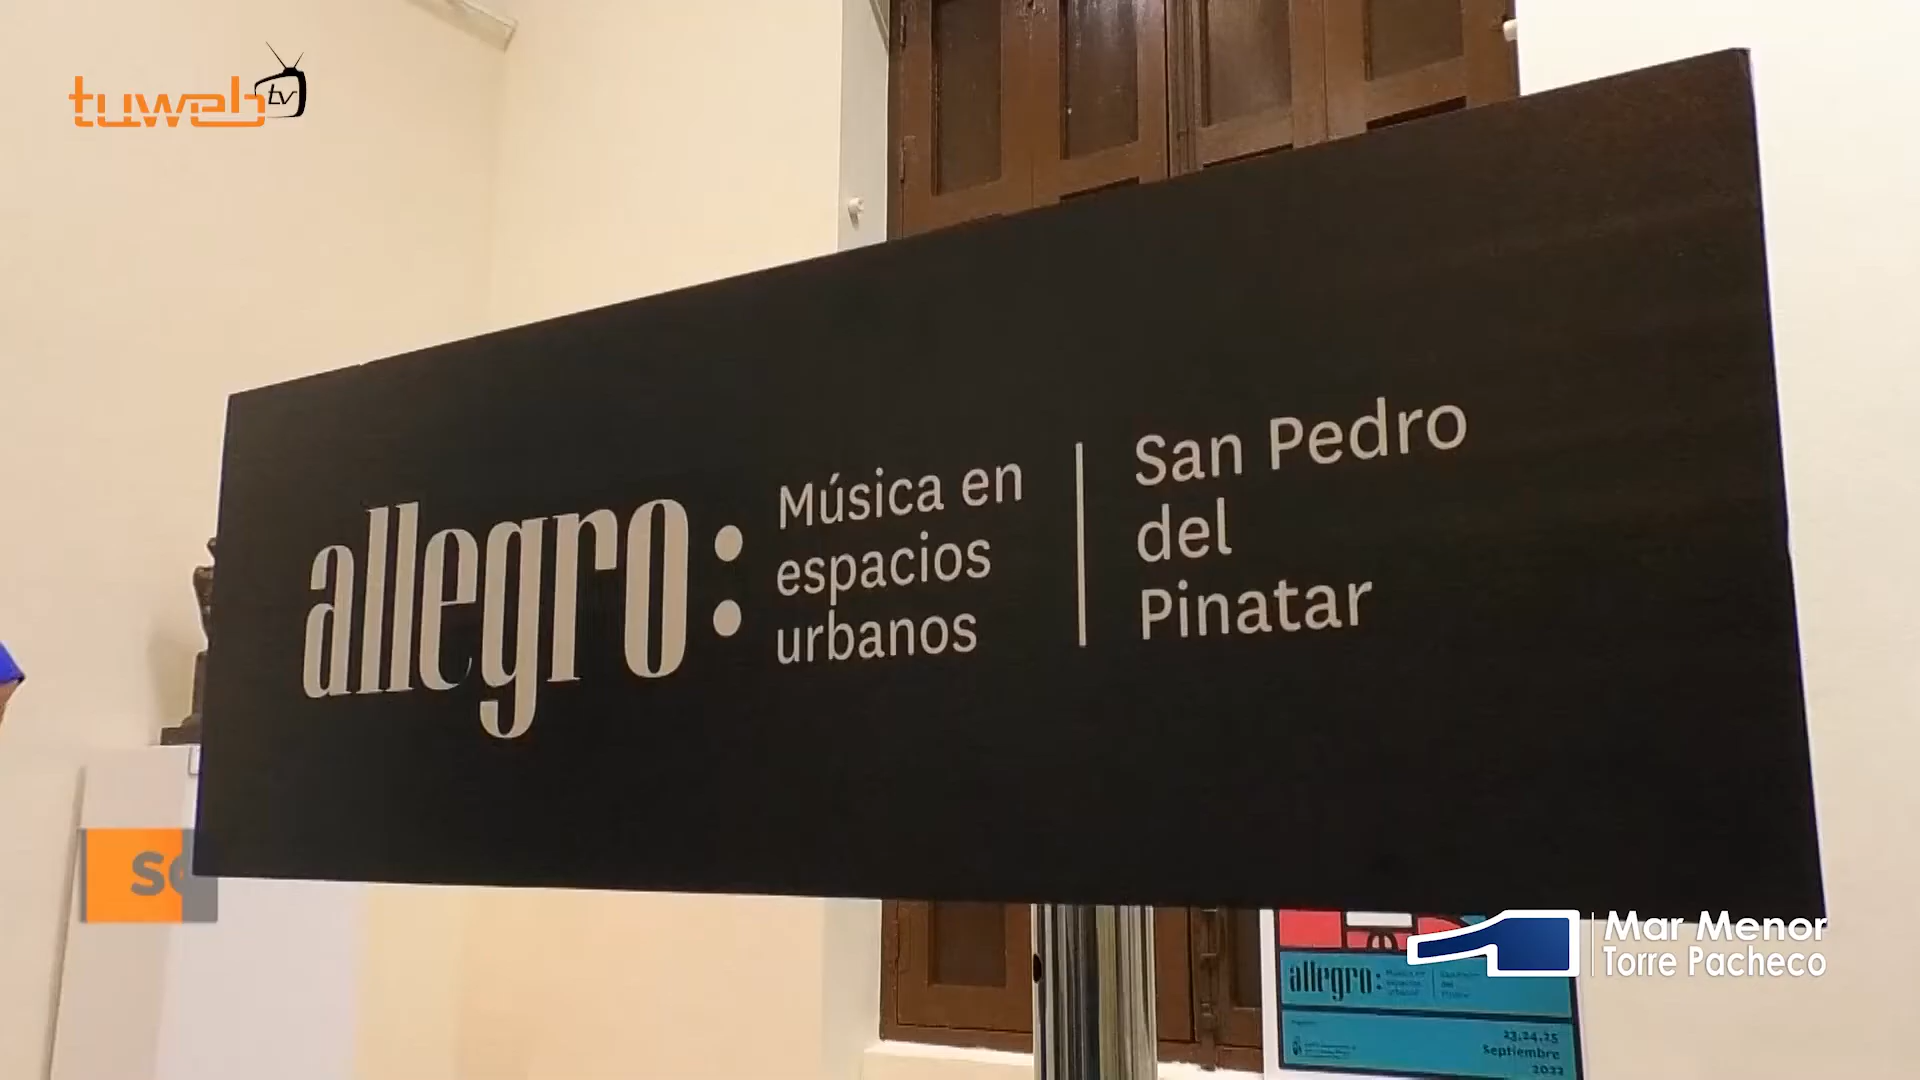 tuweb tv
allegro:
Música en
espacios
urbanos
San Pedro
del
Pinatar
Mar Menor
Torre Pacheco
allegro:
23,24,25
Septiembre
2022